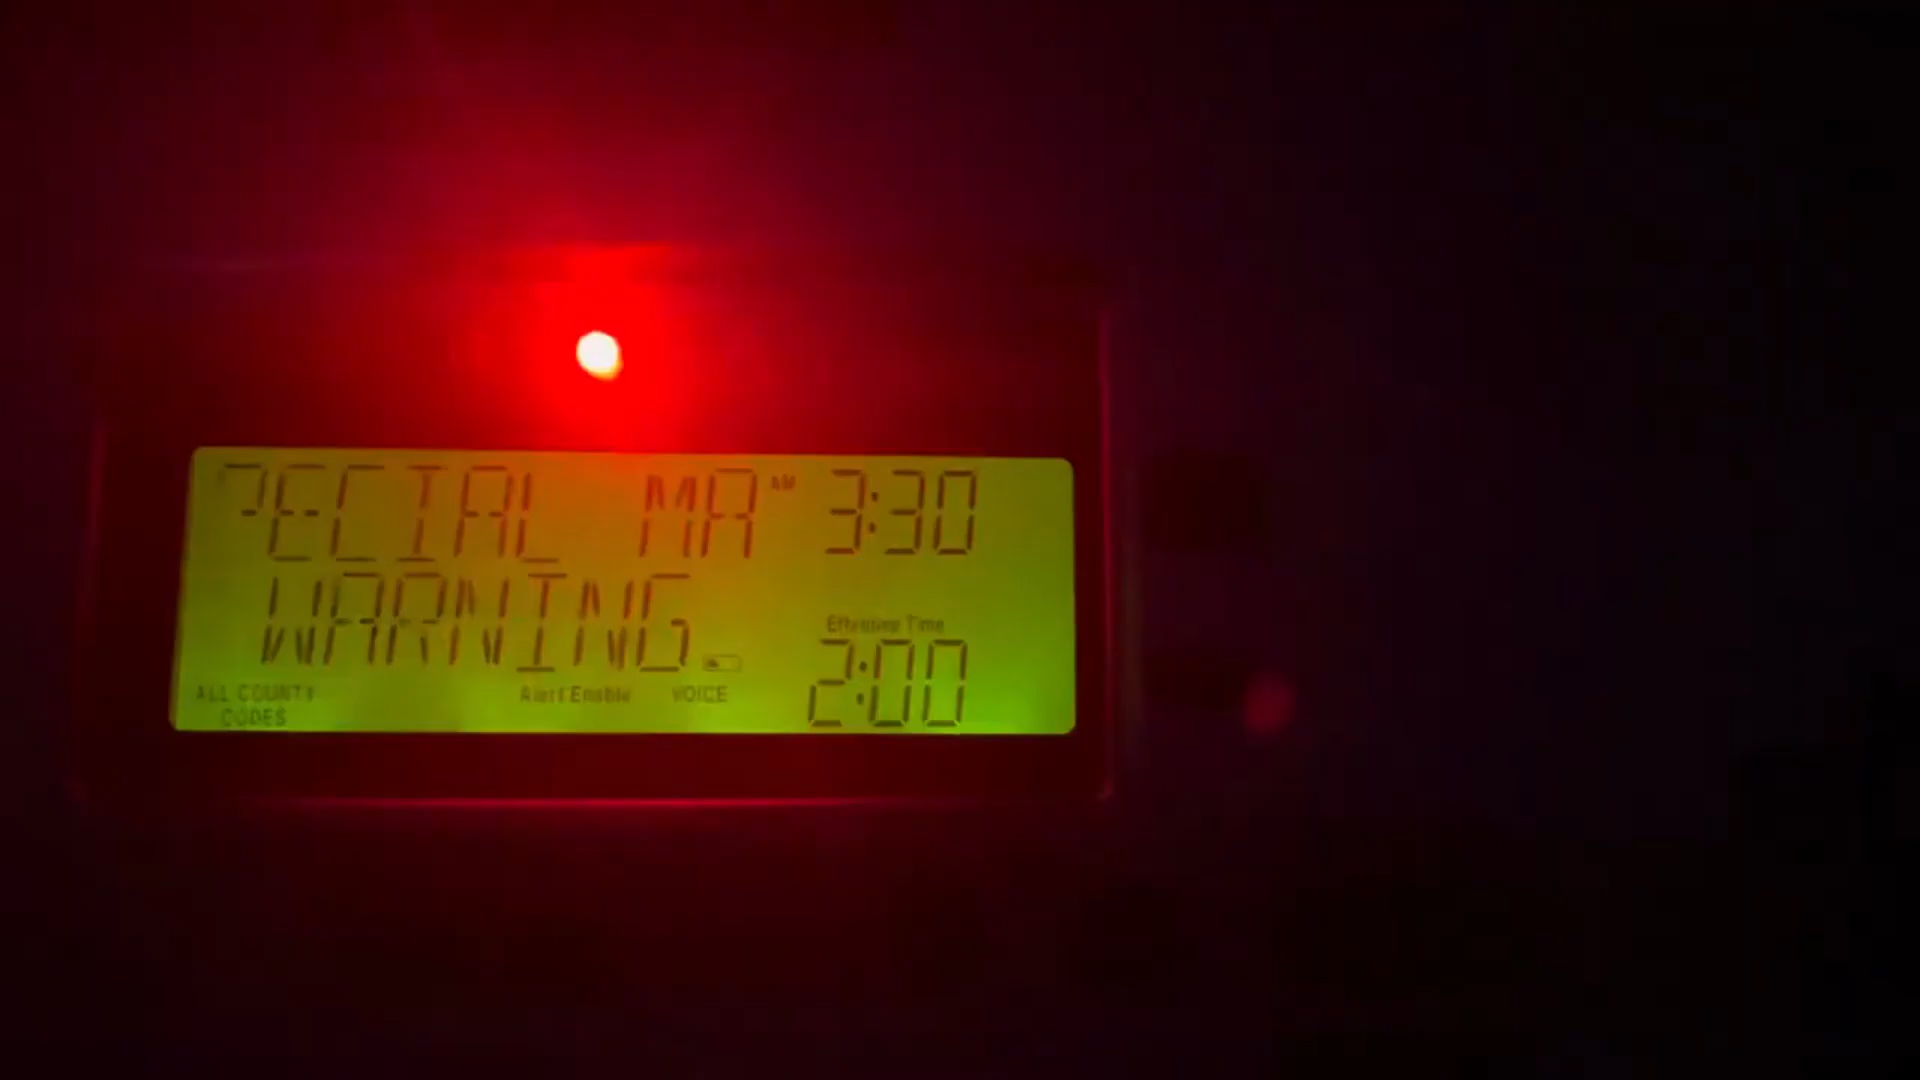 PECIAL MA AM 3:30
WARNING
Effective Time
2:00
ALL COUNTY CODES Alert Enable VOICE